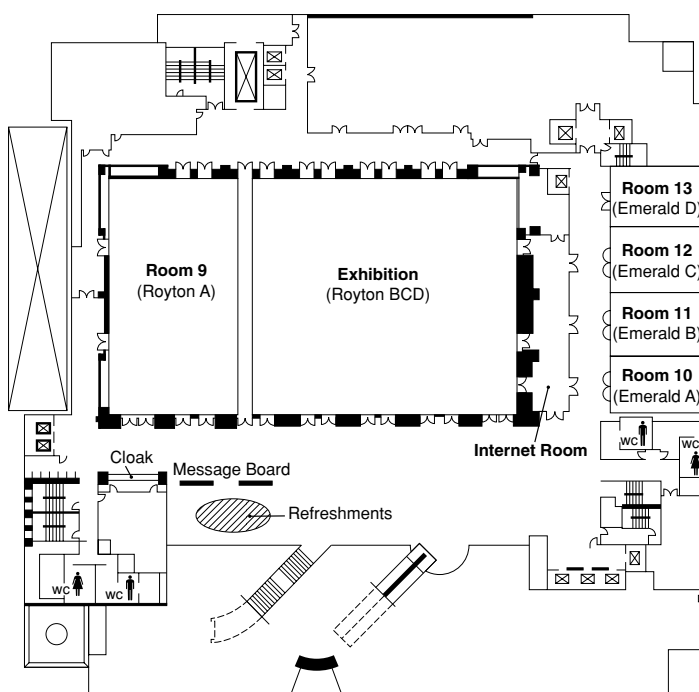 Room 13
(Emerald D)
Room 12
(Emerald C)
Room 9
(Royton A)
Exhibition
(Royton BCD)
Room 11
(Emerald B)
Room 10
(Emerald A)
WC
WC
Internet Room
Cloak
Message Board
Refreshments
WC
WC